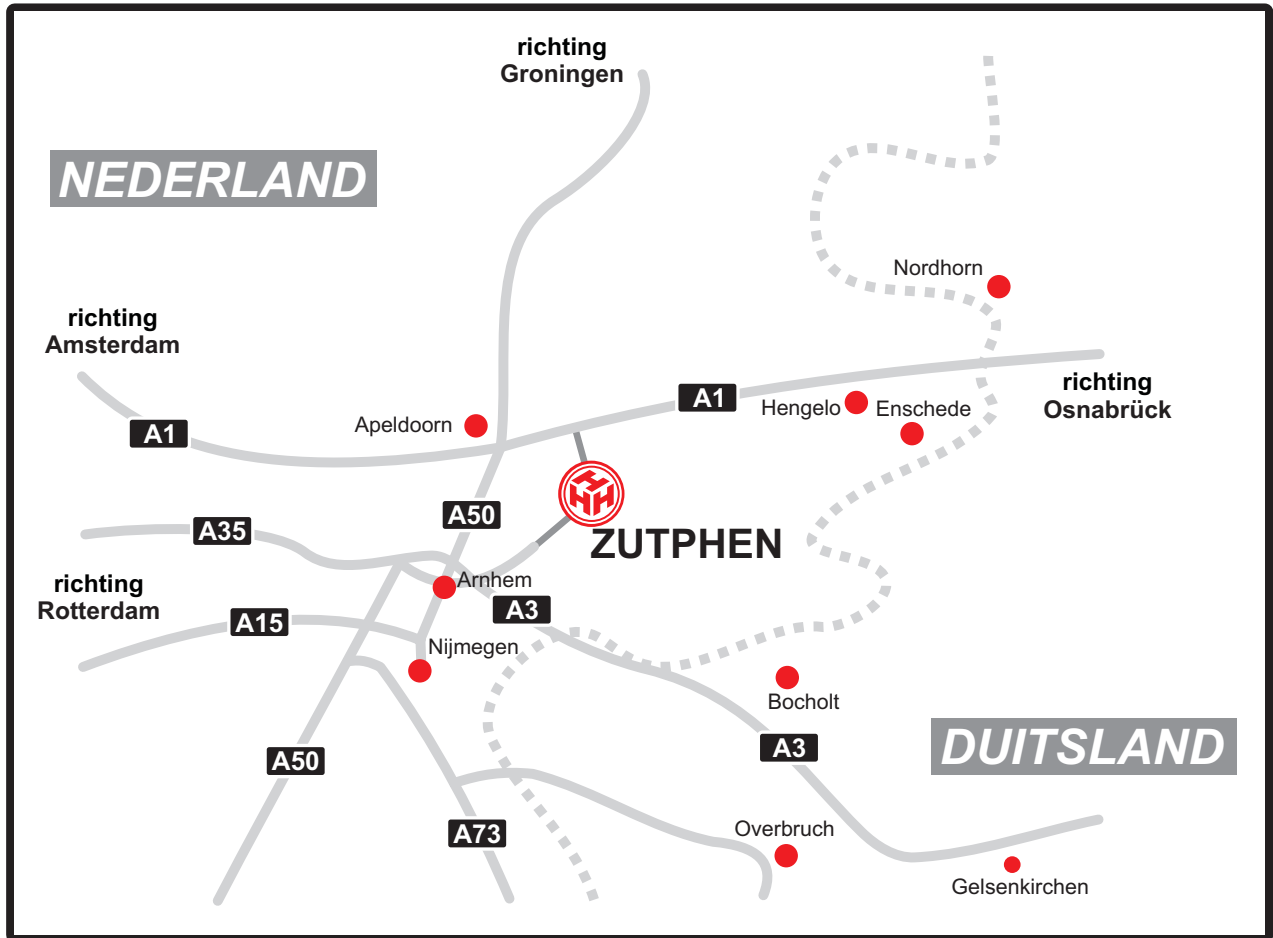 richting
Groningen
NEDERLAND
Nordhorn
richting
Amsterdam
richting
Osnabrück
A1
Hengelo
Enschede
Apeldoorn
A1
HHH
A50
A35
ZUTPHEN
richting
Rotterdam
Arnhem
A3
A15
Nijmegen
Bocholt
DUITSLAND
A3
A50
A73
Overbruch
Gelsenkirchen